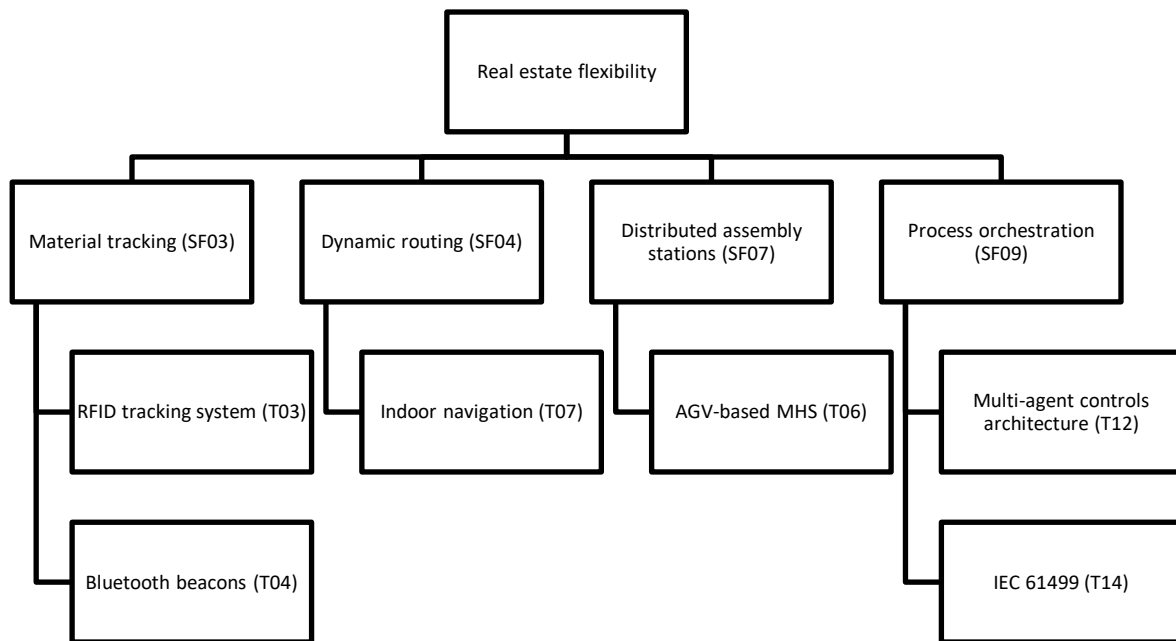 Real estate flexibility
Material tracking (SF03)
Dynamic routing (SF04)
Distributed assembly
stations (SF07)
Process orchestration
(SF09)
RFID tracking system (T03)
Indoor navigation (T07)
AGV-based MHS (T06)
Multi-agent controls
architecture (T12)
Bluetooth beacons (T04)
IEC 61499 (T14)